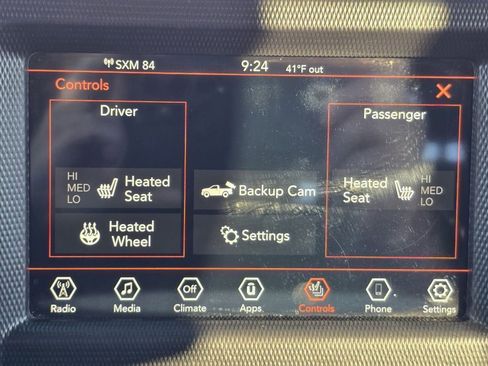 SXM 84 9:24 41°F out
Controls
Driver Passenger
HI
MED
LO
Heated
Seat
Backup Cam
Heated
Seat
HI
MED
LO
Heated
Wheel
Settings
Off
Radio Media Climate Apps Controls Phone Settings